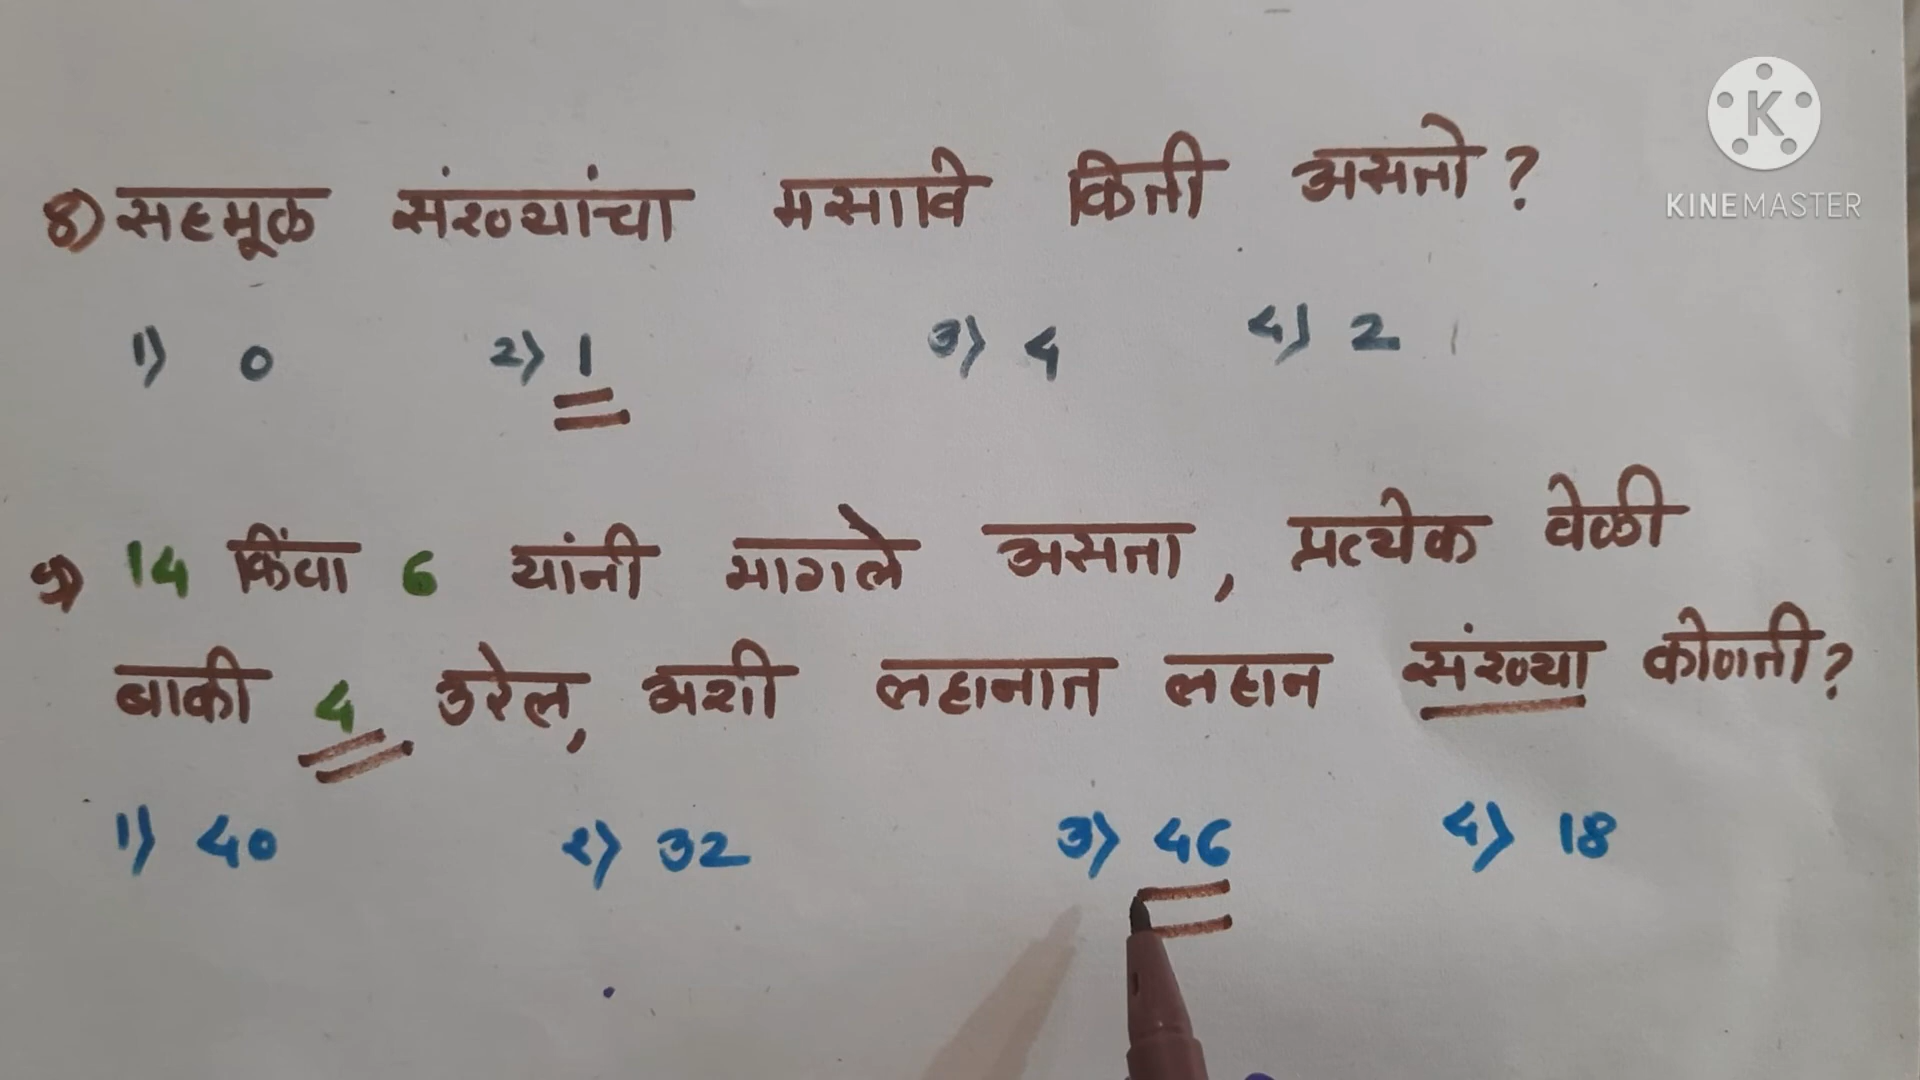 K
KINEMASTER
8) सहमूळ संख्यांचा मसावि किती असतो?
1) 0 2) 1 3) 4 4) 2
9) 14 किंवा 6 यांनी भागले असता, प्रत्येक वेळी
बाकी 4 उरेल, अशी लहानात लहान संख्या कोणती?
1) 40 2) 32 3) 46 4) 18